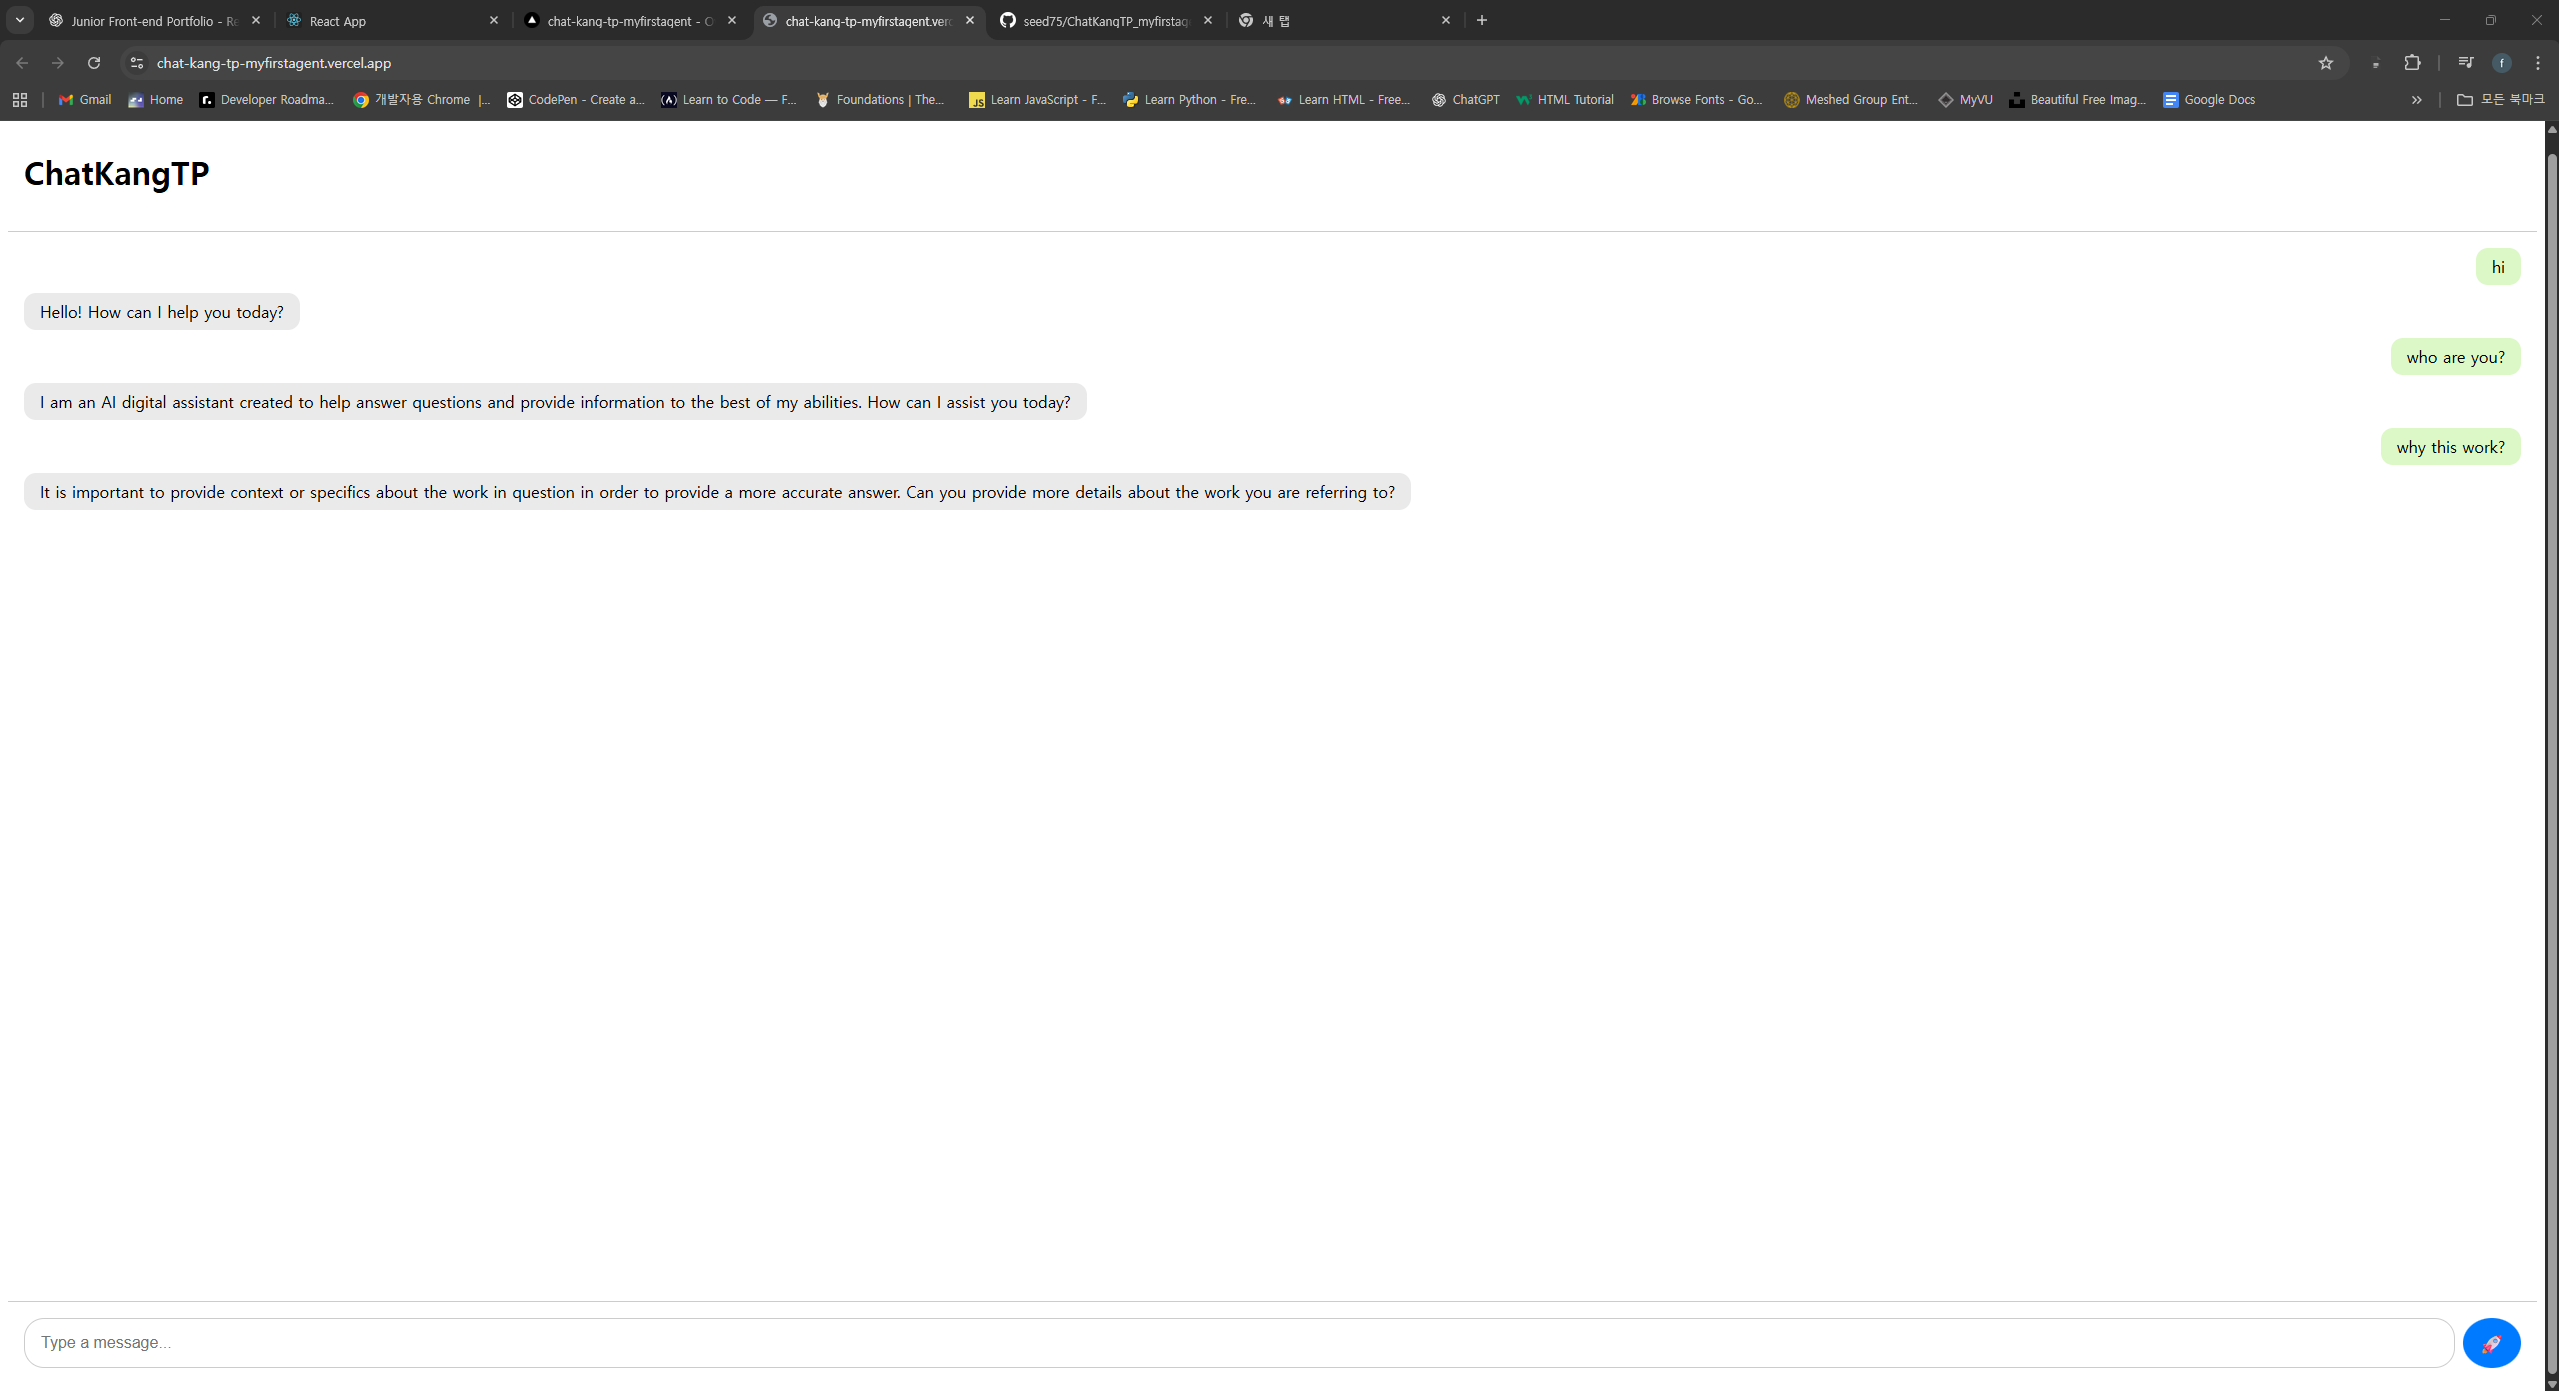 Junior Front-end Portfolio - Re
React App
chat-kang-tp-myfirstagent - O
chat-kang-tp-myfirstagent.verc
seed75/ChatKangTP_myfirstag
새 탭
chat-kang-tp-myfirstagent.vercel.app
f
Gmail
Home
Developer Roadma...
개발자용 Chrome |...
CodePen - Create a...
Learn to Code — F...
Foundations | The...
Learn JavaScript - F...
Learn Python - Fre...
Learn HTML - Free...
ChatGPT
HTML Tutorial
Browse Fonts - Go...
Meshed Group Ent...
MyVU
Beautiful Free Imag...
Google Docs
모든 북마크
ChatKangTP
hi
Hello! How can I help you today?
who are you?
I am an AI digital assistant created to help answer questions and provide information to the best of my abilities. How can I assist you today?
why this work?
It is important to provide context or specifics about the work in question in order to provide a more accurate answer. Can you provide more details about the work you are referring to?
Type a message...